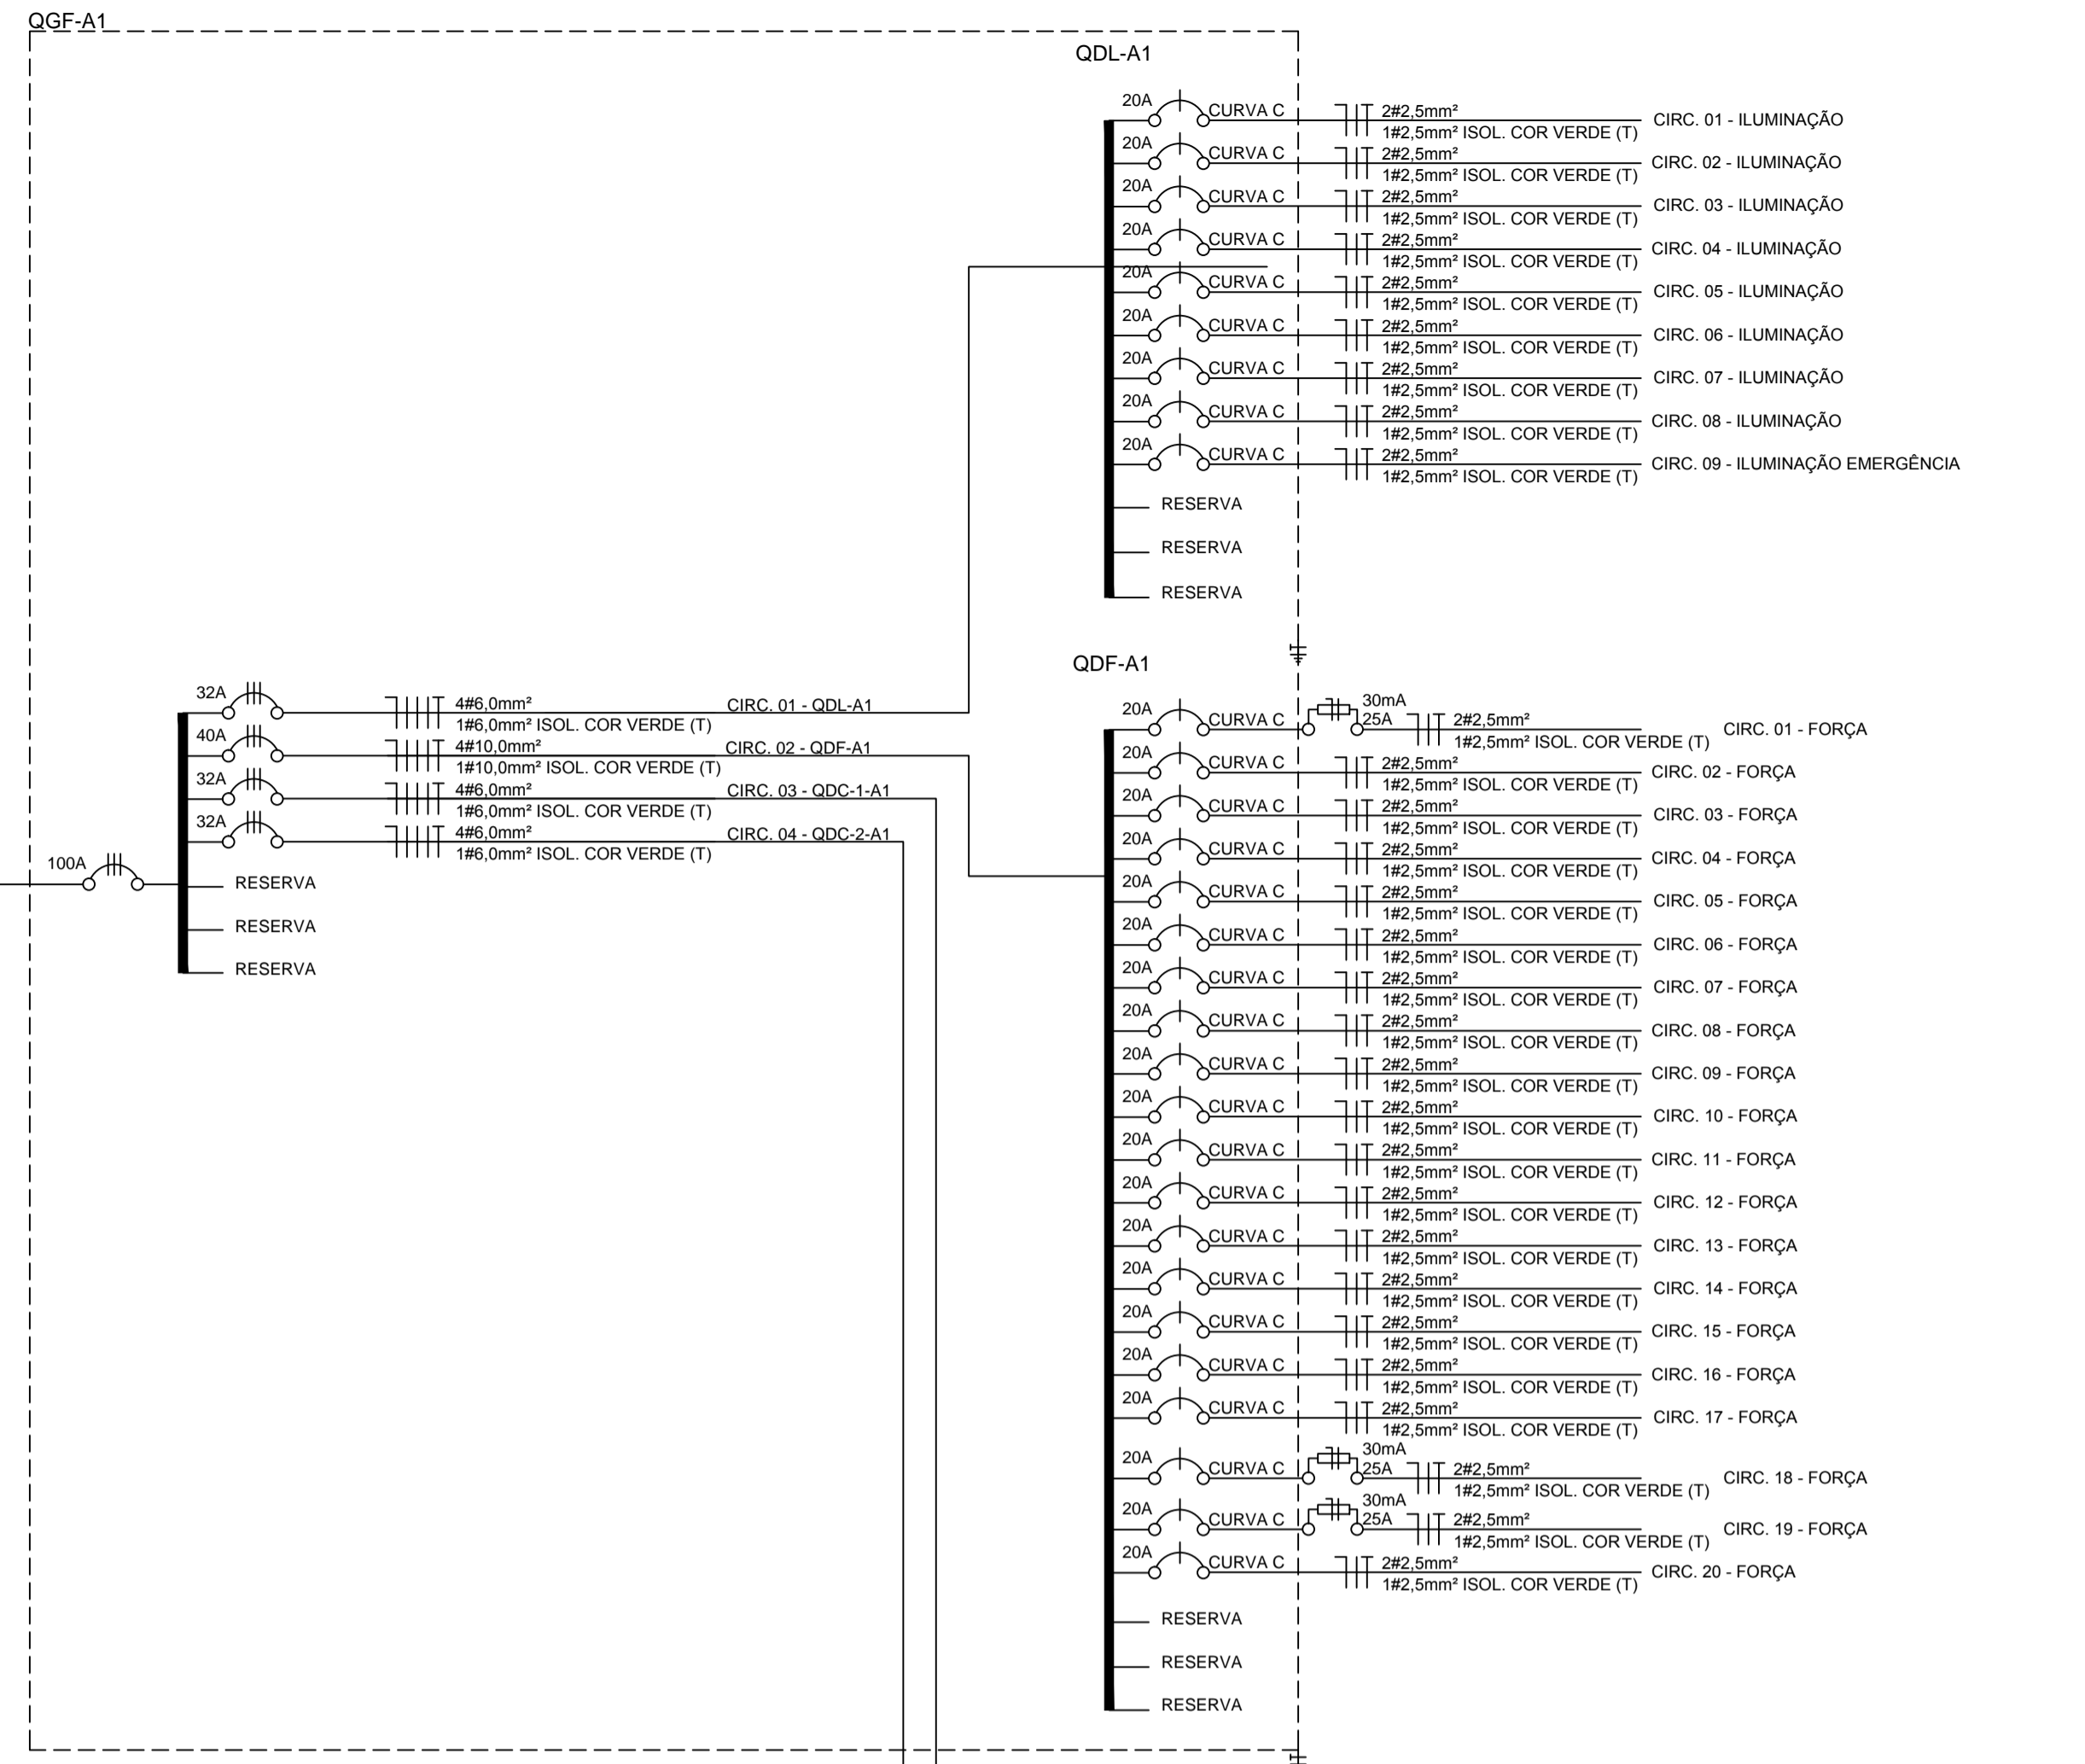 QGF-A1
QDL-A1
20A CURVA C 2#2,5mm² CIRC. 01 - ILUMINAÇÃO
1#2,5mm² ISOL. COR VERDE (T)
20A CURVA C 2#2,5mm² CIRC. 02 - ILUMINAÇÃO
1#2,5mm² ISOL. COR VERDE (T)
20A CURVA C 2#2,5mm² CIRC. 03 - ILUMINAÇÃO
1#2,5mm² ISOL. COR VERDE (T)
20A CURVA C 2#2,5mm² CIRC. 04 - ILUMINAÇÃO
1#2,5mm² ISOL. COR VERDE (T)
20A CURVA C 2#2,5mm² CIRC. 05 - ILUMINAÇÃO
1#2,5mm² ISOL. COR VERDE (T)
20A CURVA C 2#2,5mm² CIRC. 06 - ILUMINAÇÃO
1#2,5mm² ISOL. COR VERDE (T)
20A CURVA C 2#2,5mm² CIRC. 07 - ILUMINAÇÃO
1#2,5mm² ISOL. COR VERDE (T)
20A CURVA C 2#2,5mm² CIRC. 08 - ILUMINAÇÃO
1#2,5mm² ISOL. COR VERDE (T)
20A CURVA C 2#2,5mm² CIRC. 09 - ILUMINAÇÃO EMERGÊNCIA
1#2,5mm² ISOL. COR VERDE (T)
RESERVA
RESERVA
RESERVA
32A 4#6,0mm² CIRC. 01 - QDL-A1
1#6,0mm² ISOL. COR VERDE (T)
40A 4#10,0mm² CIRC. 02 - QDF-A1
1#10,0mm² ISOL. COR VERDE (T)
32A 4#6,0mm² CIRC. 03 - QDC-1-A1
1#6,0mm² ISOL. COR VERDE (T)
32A 4#6,0mm² CIRC. 04 - QDC-2-A1
1#6,0mm² ISOL. COR VERDE (T)
100A
RESERVA
RESERVA
RESERVA
QDF-A1
20A CURVA C 30mA
25A 2#2,5mm² CIRC. 01 - FORÇA
1#2,5mm² ISOL. COR VERDE (T)
20A CURVA C 2#2,5mm² CIRC. 02 - FORÇA
1#2,5mm² ISOL. COR VERDE (T)
20A CURVA C 2#2,5mm² CIRC. 03 - FORÇA
1#2,5mm² ISOL. COR VERDE (T)
20A CURVA C 2#2,5mm² CIRC. 04 - FORÇA
1#2,5mm² ISOL. COR VERDE (T)
20A CURVA C 2#2,5mm² CIRC. 05 - FORÇA
1#2,5mm² ISOL. COR VERDE (T)
20A CURVA C 2#2,5mm² CIRC. 06 - FORÇA
1#2,5mm² ISOL. COR VERDE (T)
20A CURVA C 2#2,5mm² CIRC. 07 - FORÇA
1#2,5mm² ISOL. COR VERDE (T)
20A CURVA C 2#2,5mm² CIRC. 08 - FORÇA
1#2,5mm² ISOL. COR VERDE (T)
20A CURVA C 2#2,5mm² CIRC. 09 - FORÇA
1#2,5mm² ISOL. COR VERDE (T)
20A CURVA C 2#2,5mm² CIRC. 10 - FORÇA
1#2,5mm² ISOL. COR VERDE (T)
20A CURVA C 2#2,5mm² CIRC. 11 - FORÇA
1#2,5mm² ISOL. COR VERDE (T)
20A CURVA C 2#2,5mm² CIRC. 12 - FORÇA
1#2,5mm² ISOL. COR VERDE (T)
20A CURVA C 2#2,5mm² CIRC. 13 - FORÇA
1#2,5mm² ISOL. COR VERDE (T)
20A CURVA C 2#2,5mm² CIRC. 14 - FORÇA
1#2,5mm² ISOL. COR VERDE (T)
20A CURVA C 2#2,5mm² CIRC. 15 - FORÇA
1#2,5mm² ISOL. COR VERDE (T)
20A CURVA C 2#2,5mm² CIRC. 16 - FORÇA
1#2,5mm² ISOL. COR VERDE (T)
20A CURVA C 2#2,5mm² CIRC. 17 - FORÇA
1#2,5mm² ISOL. COR VERDE (T)
20A CURVA C 30mA
25A 2#2,5mm² CIRC. 18 - FORÇA
1#2,5mm² ISOL. COR VERDE (T)
20A CURVA C 30mA
25A 2#2,5mm² CIRC. 19 - FORÇA
1#2,5mm² ISOL. COR VERDE (T)
20A CURVA C 2#2,5mm² CIRC. 20 - FORÇA
1#2,5mm² ISOL. COR VERDE (T)
RESERVA
RESERVA
RESERVA